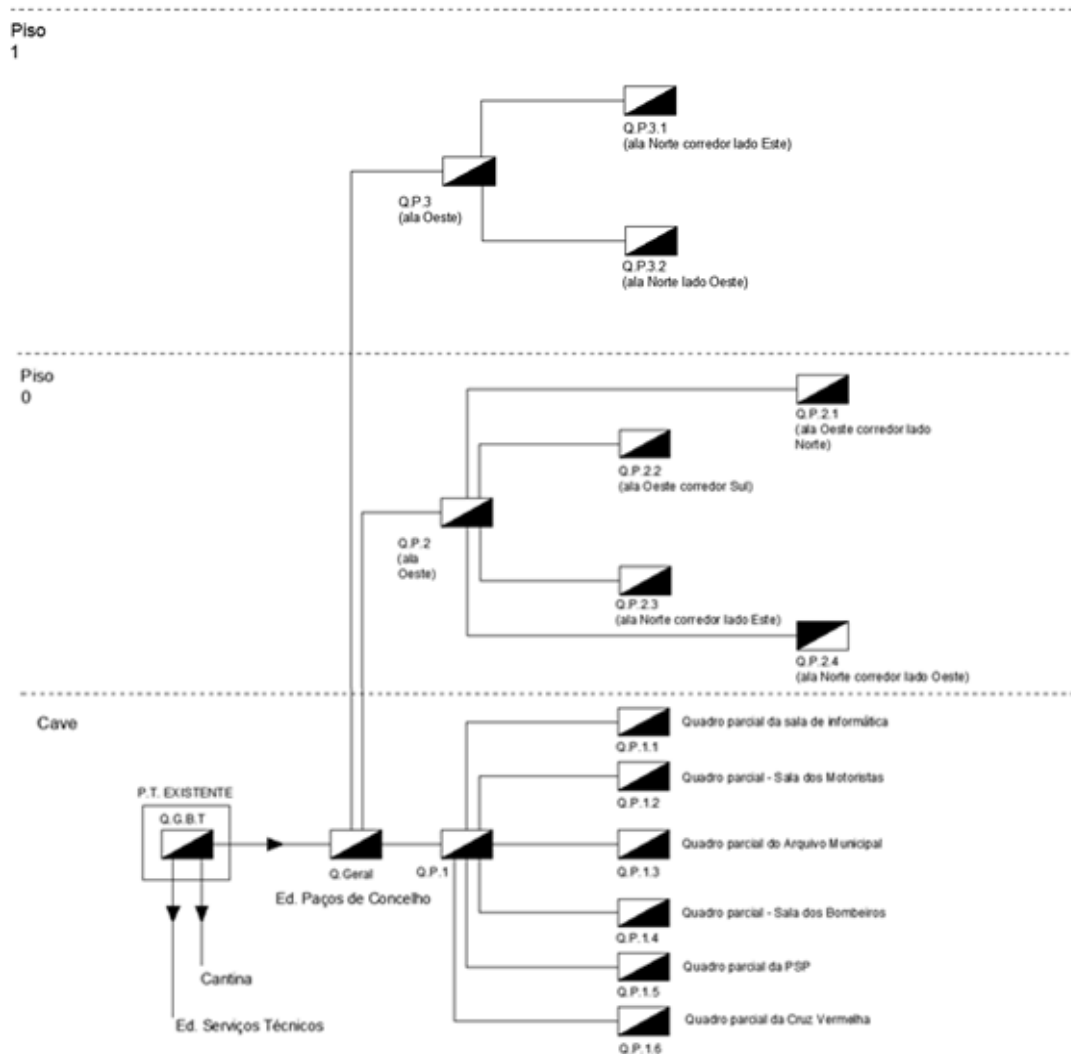 Piso
1
Q.P.3.1
(ala Norte corredor lado Este)
Q.P.3
(ala Oeste)
Q.P.3.2
(ala Norte lado Oeste)
Piso
0
Q.P.2.1
(ala Oeste corredor lado
Norte)
Q.P.2.2
(ala Oeste corredor Sul)
Q.P.2
(ala
Oeste)
Q.P.2.3
(ala Norte corredor lado Este)
Q.P.2.4
(ala Norte corredor lado Oeste)
Cave
Quadro parcial da sala de informática
Q.P.1.1
Quadro parcial - Sala dos Motoristas
Q.P.1.2
P.T. EXISTENTE
Q.G.B.T
Quadro parcial do Arquivo Municipal
Q.P.1.3
Q.Geral
Q.P.1
Ed. Paços de Concelho
Quadro parcial - Sala dos Bombeiros
Q.P.1.4
Quadro parcial da PSP
Q.P.1.5
Cantina
Ed. Serviços Técnicos
Quadro parcial da Cruz Vermelha
Q.P.1.6